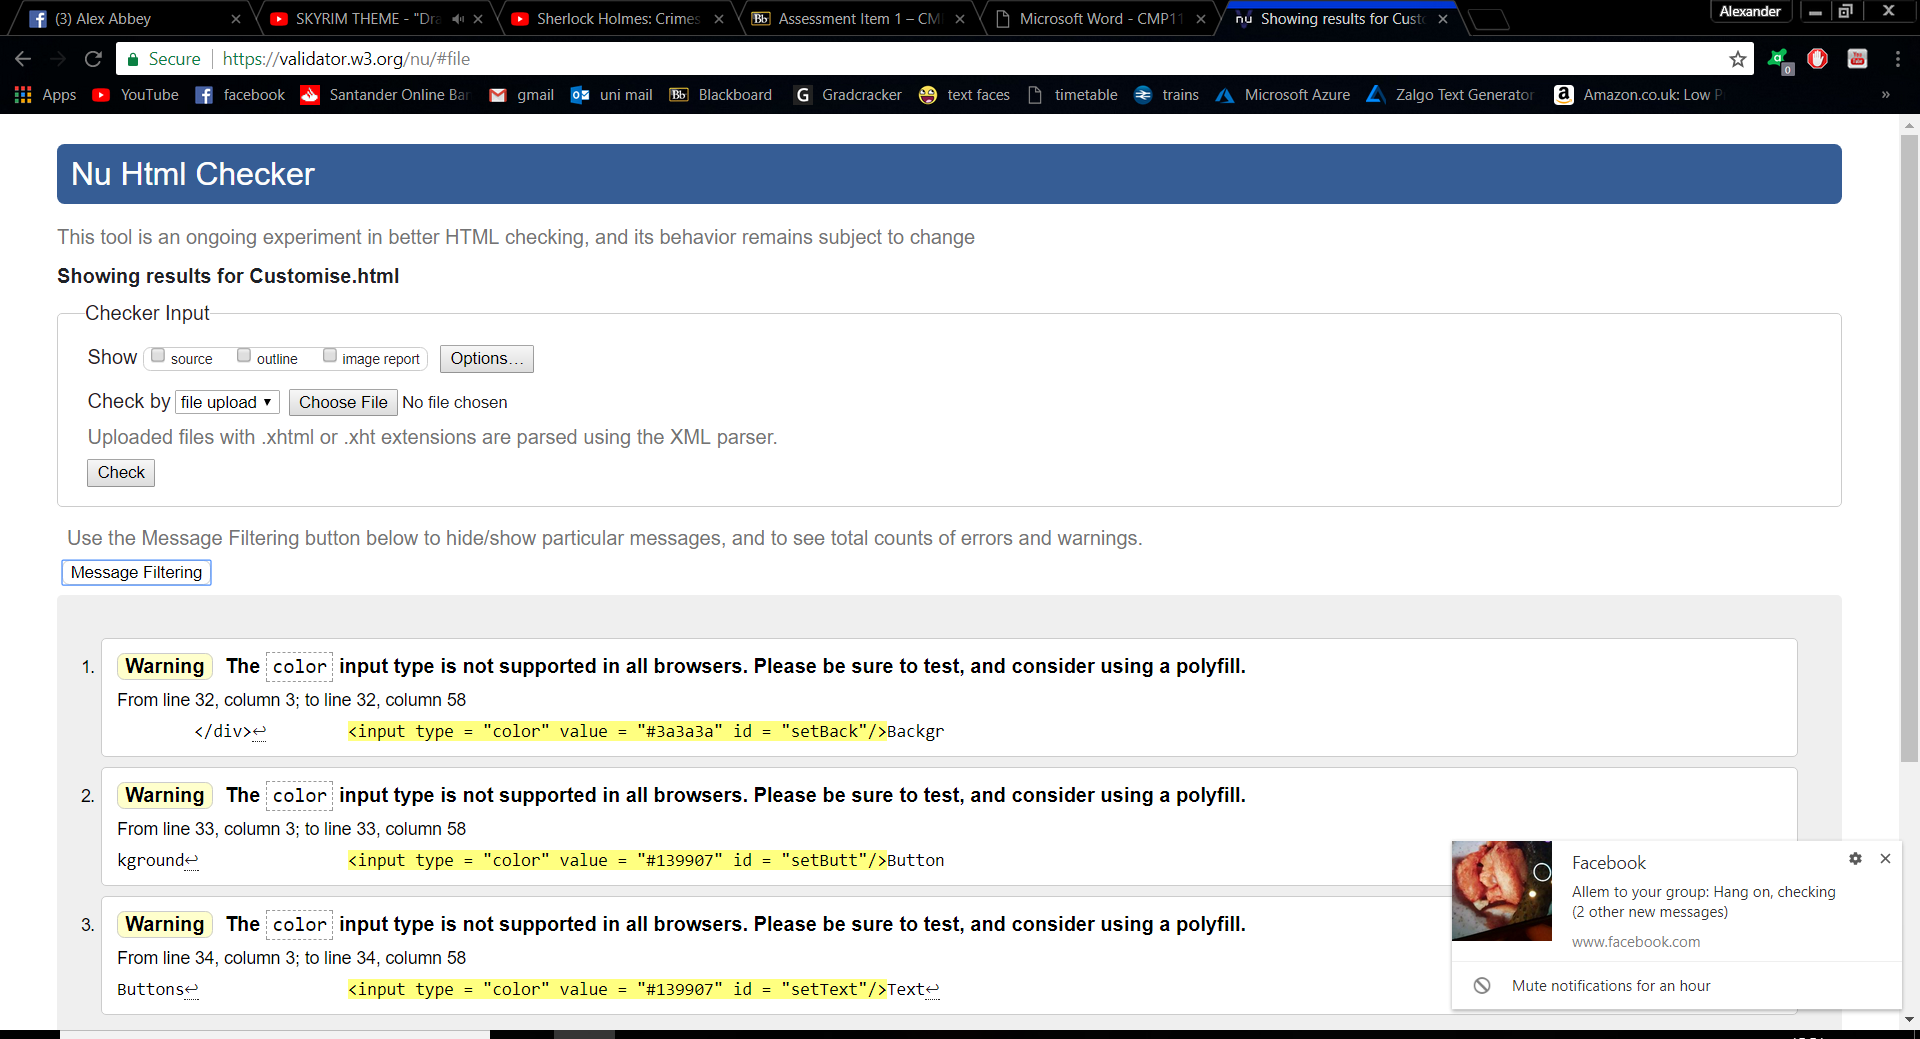 (3) Alex Abbey
SKYRIM THEME - "Dra
Sherlock Holmes: Crimes
Bb Assessment Item 1 – CM
Microsoft Word - CMP11
nu Showing results for Custo
Alexander
Secure https://validator.w3.org/nu/#file
0
Apps YouTube facebook Santander Online Bar gmail uni mail Bb Blackboard G Gradcracker text faces timetable trains Microsoft Azure Zalgo Text Generator a Amazon.co.uk: Low P »
Nu Html Checker
This tool is an ongoing experiment in better HTML checking, and its behavior remains subject to change
Showing results for Customise.html
Checker Input
Show source outline image report Options...
Check by file upload Choose File No file chosen
Uploaded files with .xhtml or .xht extensions are parsed using the XML parser.
Check
Use the Message Filtering button below to hide/show particular messages, and to see total counts of errors and warnings.
Message Filtering
1. Warning The color input type is not supported in all browsers. Please be sure to test, and consider using a polyfill.
From line 32, column 3; to line 32, column 58
</div>↩ <input type = "color" value = "#3a3a3a" id = "setBack"/>Backgr
2. Warning The color input type is not supported in all browsers. Please be sure to test, and consider using a polyfill.
From line 33, column 3; to line 33, column 58
kground↩ <input type = "color" value = "#139907" id = "setButt"/>Button
3. Warning The color input type is not supported in all browsers. Please be sure to test, and consider using a polyfill.
From line 34, column 3; to line 34, column 58
Buttons↩ <input type = "color" value = "#139907" id = "setText"/>Text↩
Facebook
Allem to your group: Hang on, checking
(2 other new messages)
www.facebook.com
Mute notifications for an hour